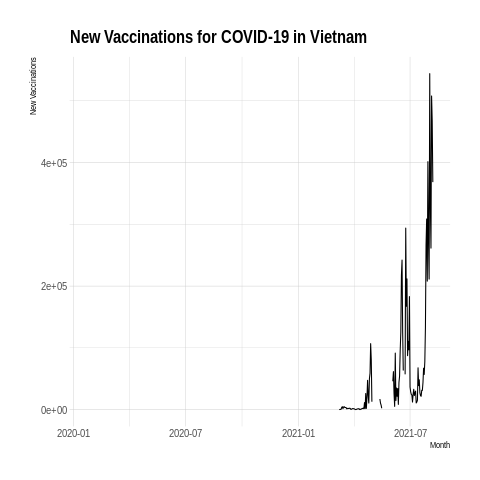 New Vaccinations for COVID-19 in Vietnam
New Vaccinations
4e+05
2e+05
0e+00
2020-01 2020-07 2021-01 2021-07
Month